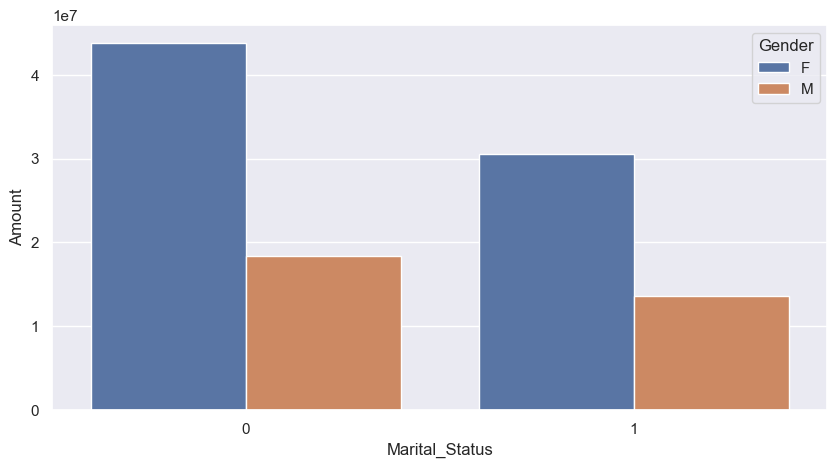 1e7
Gender
F
M
4
3
2
1
0
Amount
0
1
Marital_Status